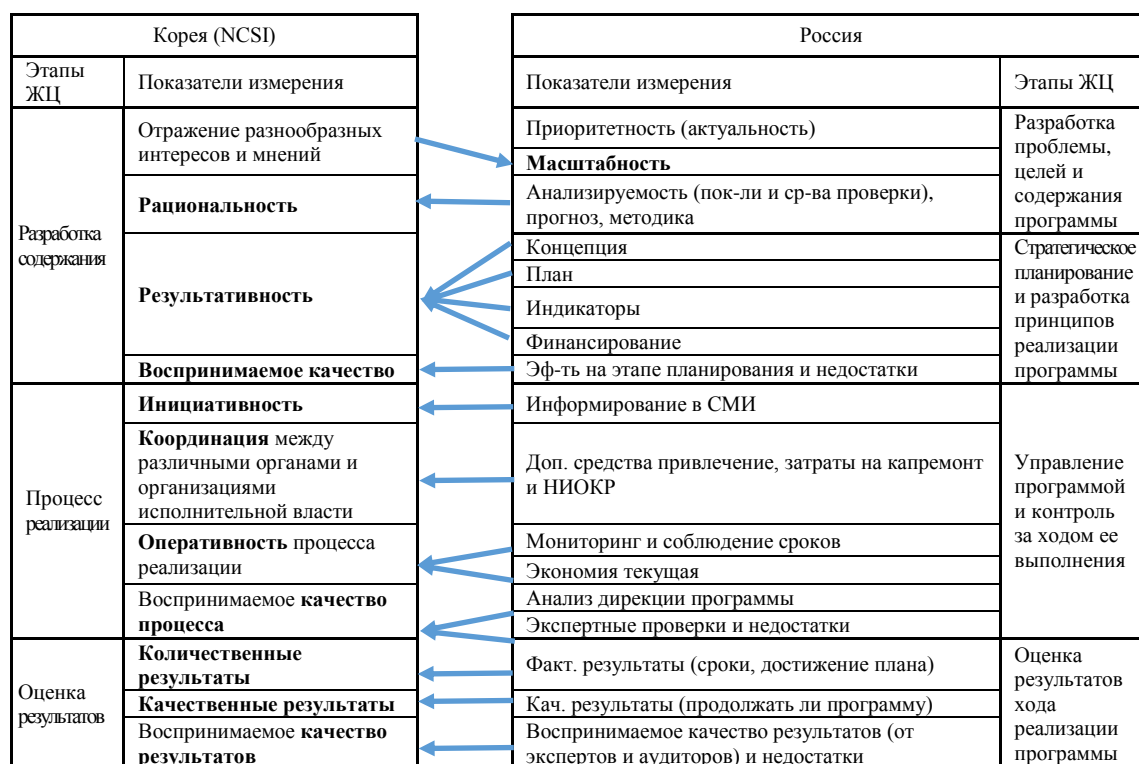 Корея (NCSI)
Этапы
ЖЦ
Показатели измерения
Разработка
содержания
Отражение разнообразных
интересов и мнений
Рациональность
Результативность
Воспринимаемое качество
Процесс
реализации
Инициативность
Координация между
различными органами и
организациями
исполнительной власти
Оперативность процесса
реализации
Воспринимаемое качество
процесса
Оценка
результатов
Количественные
результаты
Качественные результаты
Воспринимаемое качество
результатов
Россия
Показатели измерения
Этапы ЖЦ
Приоритетность (актуальность)
Масштабность
Анализируемость (пок-ли и ср-ва проверки),
прогноз, методика
Разработка
проблемы,
целей и
содержания
программы
Концепция
План
Индикаторы
Финансирование
Эф-ть на этапе планирования и недостатки
Стратегическое
планирование
и разработка
принципов
реализации
программы
Информирование в СМИ
Доп. средства привлечение, затраты на капремонт
и НИОКР
Мониторинг и соблюдение сроков
Экономия текущая
Анализ дирекции программы
Экспертные проверки и недостатки
Управление
программой
и контроль
за ходом ее
выполнения
Факт. результаты (сроки, достижение плана)
Кач. результаты (продолжать ли программу)
Воспринимаемое качество результатов (от
экспертов и аудиторов) и недостатки
Оценка
результатов
хода
реализации
программы